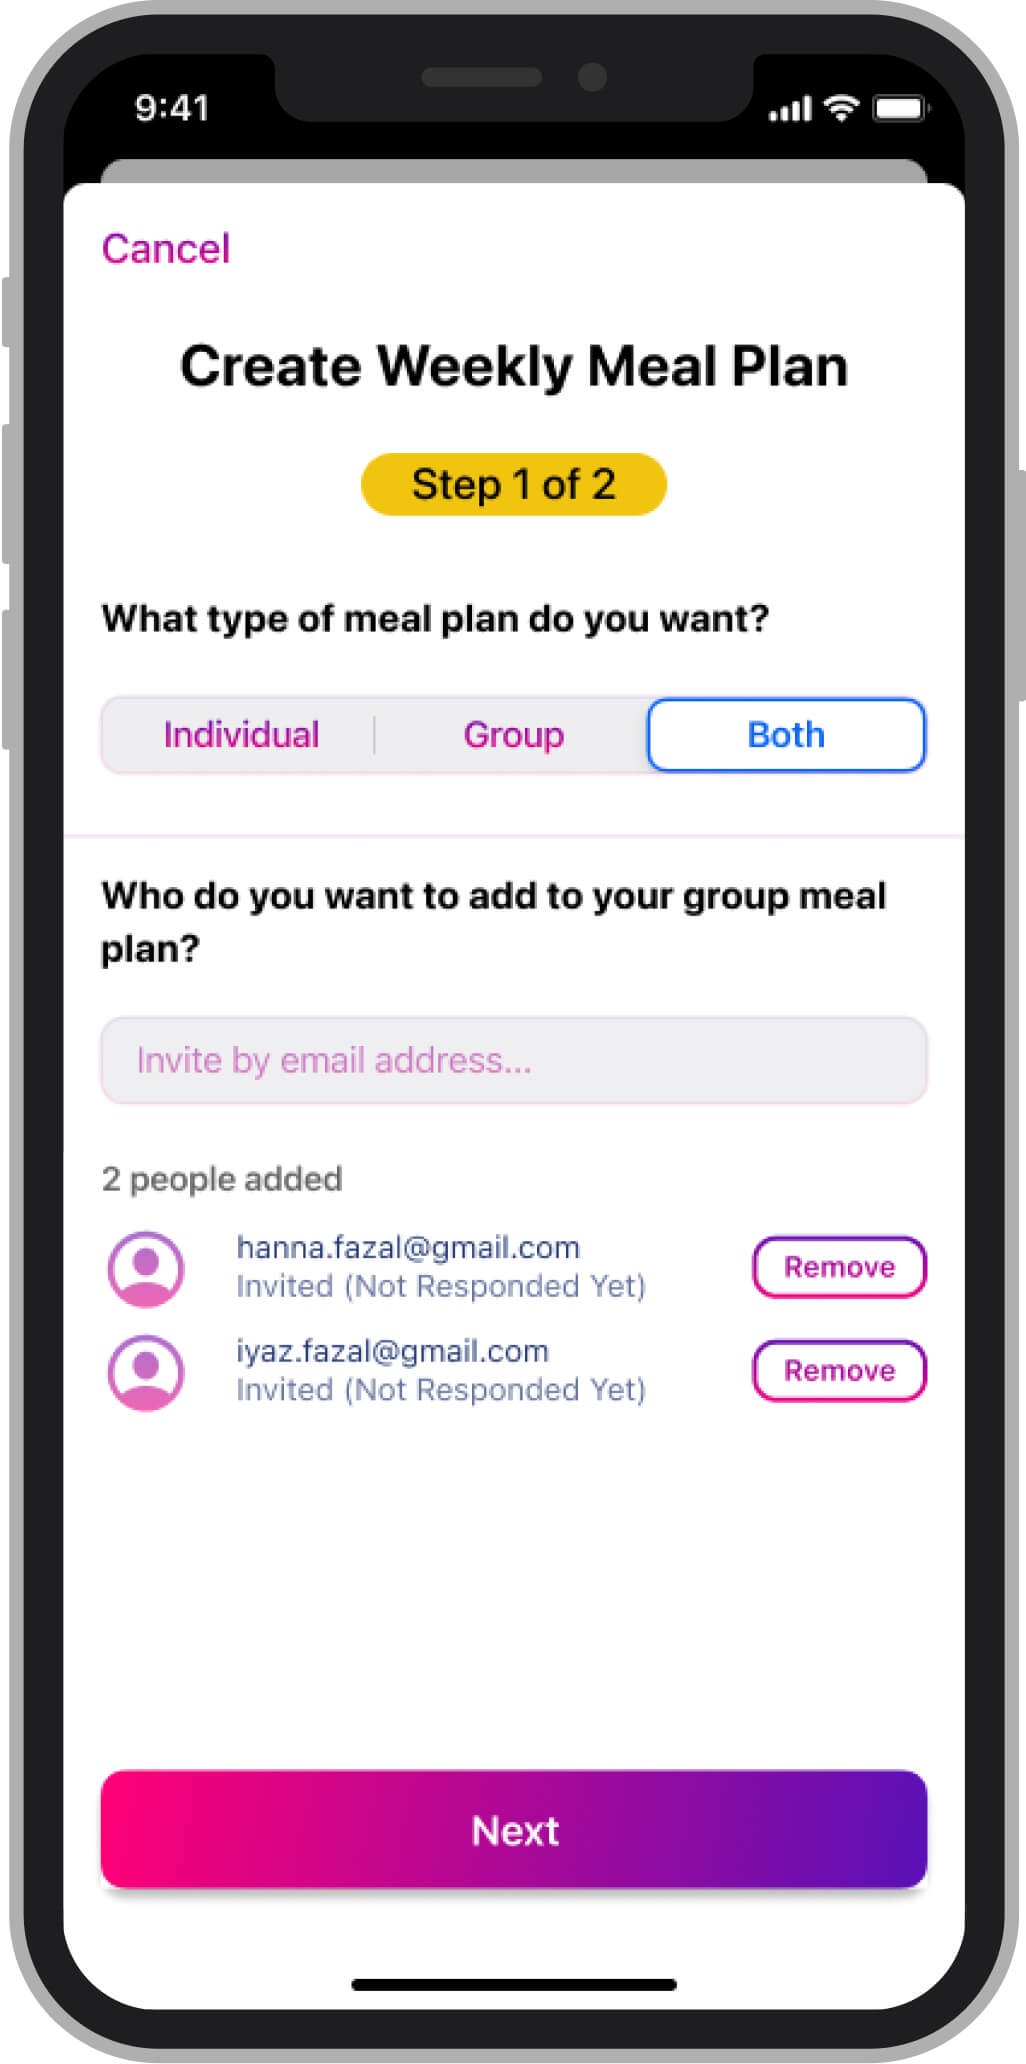 9:41
Cancel
Create Weekly Meal Plan
Step 1 of 2
What type of meal plan do you want?
Individual Group Both
Who do you want to add to your group meal
plan?
Invite by email address...
2 people added
hanna.fazal@gmail.com
Invited (Not Responded Yet)
Remove
iyaz.fazal@gmail.com
Invited (Not Responded Yet)
Remove
Next